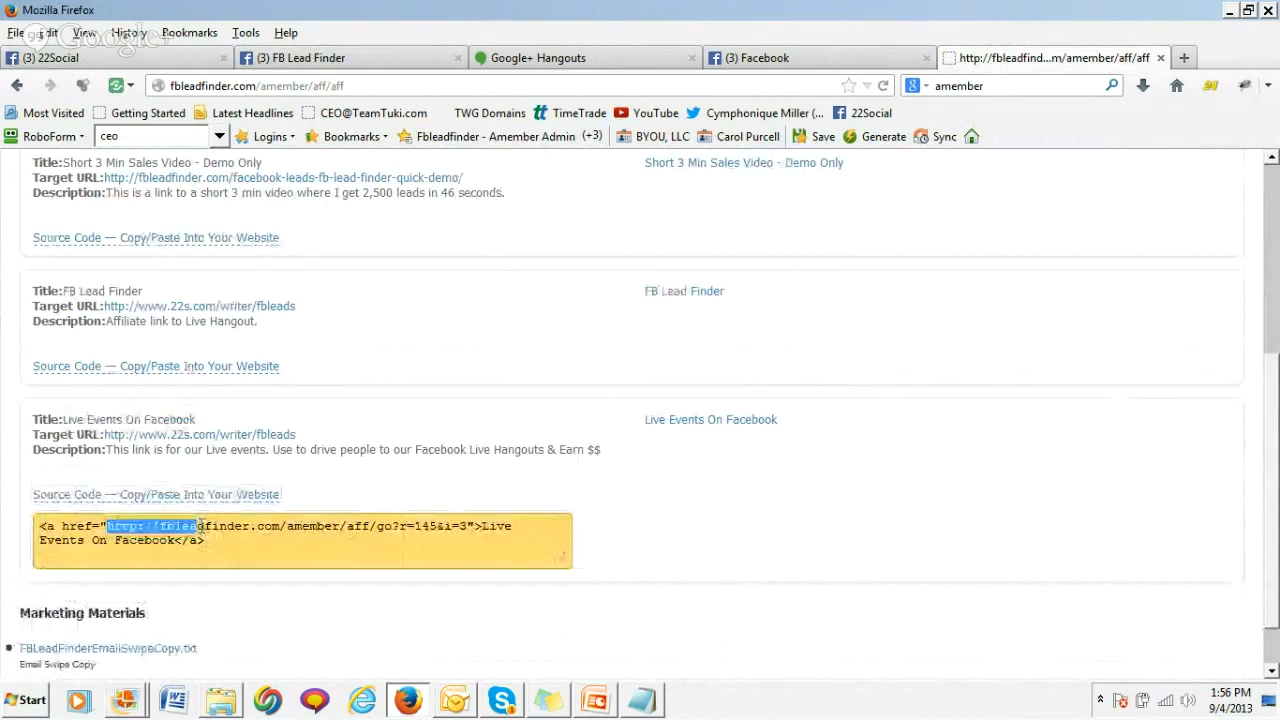 Mozilla Firefox
File Edit View History Bookmarks Tools Help
Google+
(3) 22Social
(3) FB Lead Finder
Google+ Hangouts
(3) Facebook
http://fbleadfind...m/amember/aff/aff
fbleadfinder.com/amember/aff/aff
amember
Most Visited Getting Started Latest Headlines CEO@TeamTuki.com TWG Domains TimeTrade YouTube Cymphonique Miller (... 22Social
RoboForm ceo Logins Bookmarks Fbleadfinder - Amember Admin (+3) BYOU, LLC Carol Purcell Save Generate Sync
Title:Short 3 Min Sales Video - Demo Only
Short 3 Min Sales Video - Demo Only
Target URL:http://fbleadfinder.com/facebook-leads-fb-lead-finder-quick-demo/
Description:This is a link to a short 3 min video where I get 2,500 leads in 46 seconds.
Source Code — Copy/Paste Into Your Website
Title:FB Lead Finder
FB Lead Finder
Target URL:http://www.22s.com/writer/fbleads
Description:Affiliate link to Live Hangout.
Source Code — Copy/Paste Into Your Website
Title:Live Events On Facebook
Live Events On Facebook
Target URL:http://www.22s.com/writer/fbleads
Description:This link is for our Live events. Use to drive people to our Facebook Live Hangouts & Earn $$
Source Code — Copy/Paste Into Your Website
<a href="http://fbleadfinder.com/amember/aff/go?r=145&i=3">Live
Events On Facebook</a>
Marketing Materials
FBLeadFinderEmailSwipeCopy.txt
Email Swipe Copy
Start
1:56 PM
9/4/2013